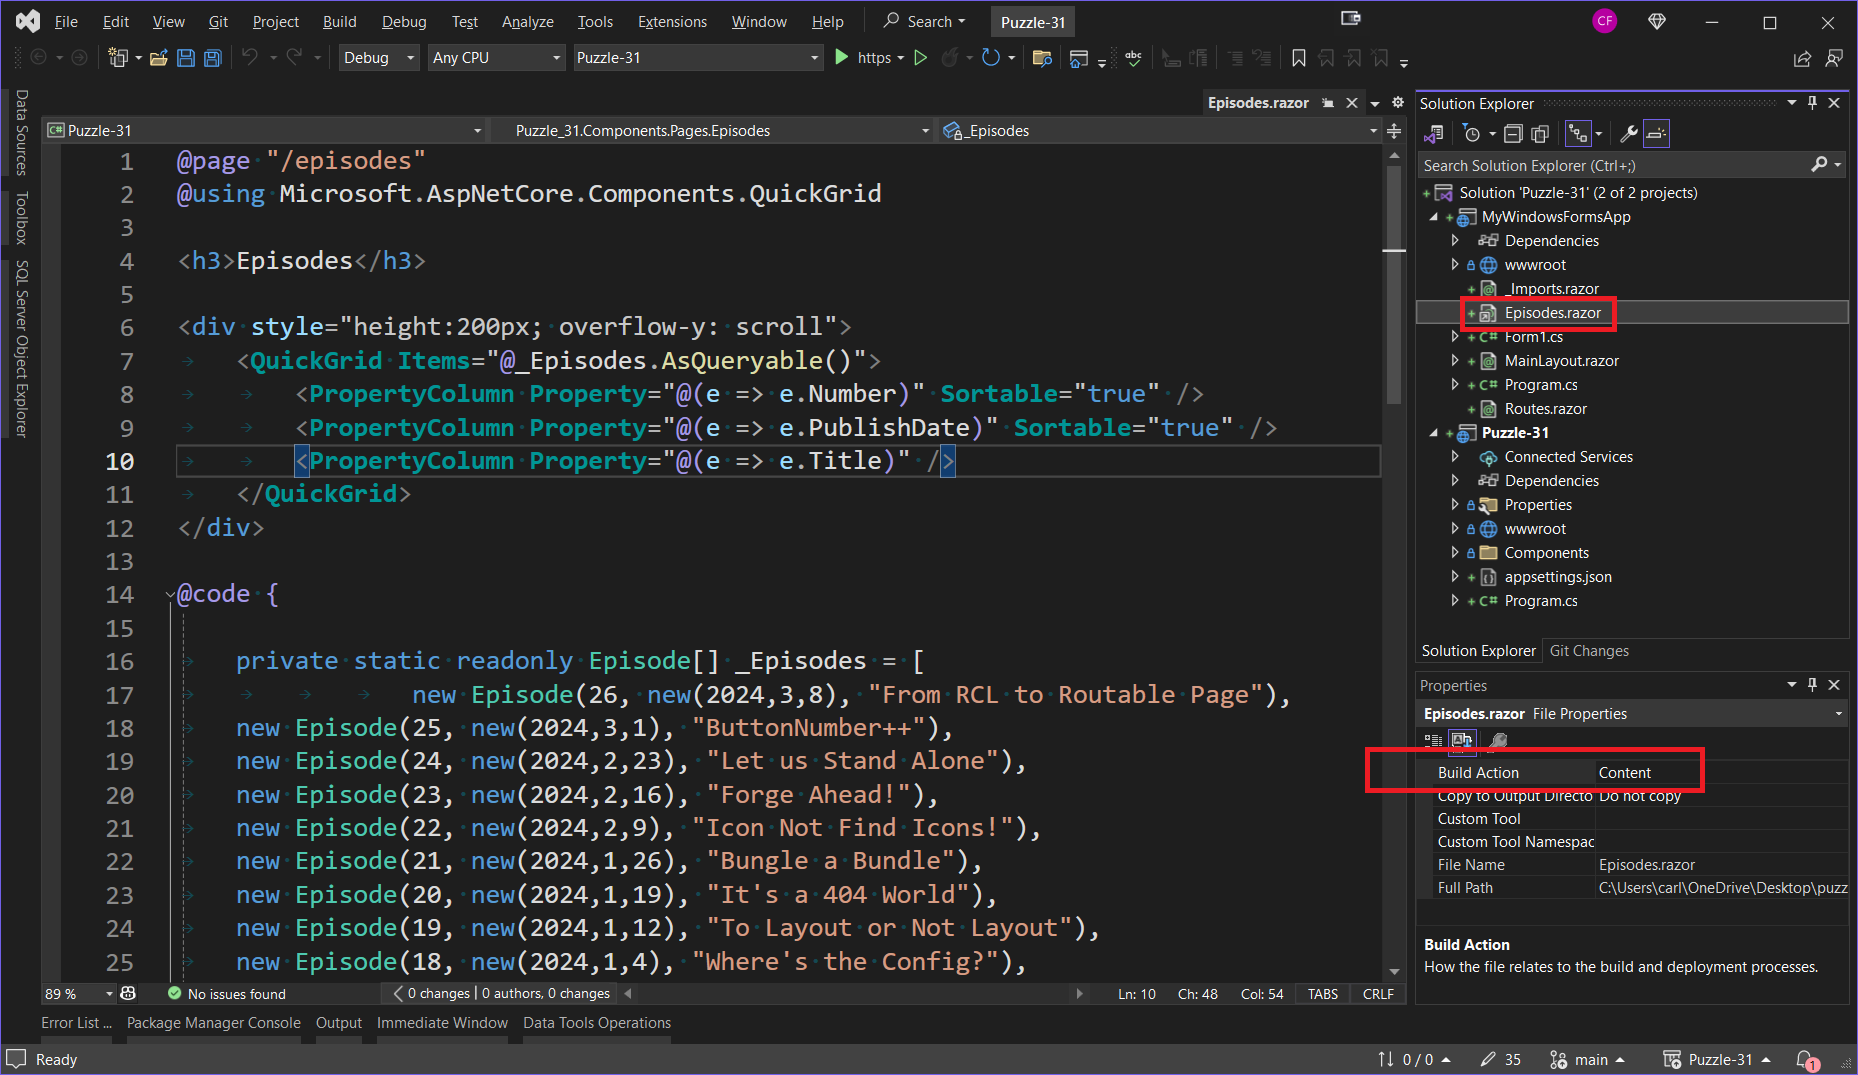 File Edit View Git Project Build Debug Test Analyze Tools Extensions Window Help Search Puzzle-31 CF
Debug Any CPU Puzzle-31 https abc
Data Sources
Toolbox
SQL Server Object Explorer
Episodes.razor
C# Puzzle-31 Puzzle_31.Components.Pages.Episodes _Episodes
1 @page "/episodes"
2 @using Microsoft.AspNetCore.Components.QuickGrid
3
4 <h3>Episodes</h3>
5
6 <div style="height:200px; overflow-y: scroll">
7 <QuickGrid Items="@_Episodes.AsQueryable()">
8 <PropertyColumn Property="@(e => e.Number)" Sortable="true" />
9 <PropertyColumn Property="@(e => e.PublishDate)" Sortable="true" />
10 <PropertyColumn Property="@(e => e.Title)" />
11 </QuickGrid>
12 </div>
13
14 @code {
15
16 private static readonly Episode[] _Episodes = [
17 new Episode(26, new(2024,3,8), "From RCL to Routable Page"),
18 new Episode(25, new(2024,3,1), "ButtonNumber++"),
19 new Episode(24, new(2024,2,23), "Let us Stand Alone"),
20 new Episode(23, new(2024,2,16), "Forge Ahead!"),
21 new Episode(22, new(2024,2,9), "Icon Not Find Icons!"),
22 new Episode(21, new(2024,1,26), "Bungle a Bundle"),
23 new Episode(20, new(2024,1,19), "It's a 404 World"),
24 new Episode(19, new(2024,1,12), "To Layout or Not Layout"),
25 new Episode(18, new(2024,1,4), "Where's the Config?"),
89 % No issues found 0 changes | 0 authors, 0 changes Ln: 10 Ch: 48 Col: 54 TABS CRLF
Solution Explorer
Search Solution Explorer (Ctrl+;)
Solution 'Puzzle-31' (2 of 2 projects)
MyWindowsFormsApp
Dependencies
wwwroot
_Imports.razor
Episodes.razor
C# Form1.cs
MainLayout.razor
C# Program.cs
Routes.razor
Puzzle-31
Connected Services
Dependencies
Properties
wwwroot
Components
appsettings.json
C# Program.cs
Solution Explorer Git Changes
Properties
Episodes.razor File Properties
Build Action Content
Copy to Output Directo Do not copy
Custom Tool
Custom Tool Namespac
File Name Episodes.razor
Full Path C:\Users\carl\OneDrive\Desktop\puzz
Build Action
How the file relates to the build and deployment processes.
Error List ... Package Manager Console Output Immediate Window Data Tools Operations
Ready 0 / 0 35 main Puzzle-31 1